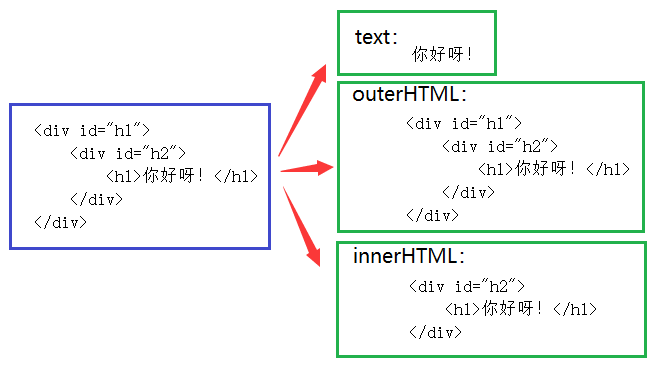 <div id="h1">
<div id="h2">
<h1>你好呀!</h1>
</div>
</div>
text:
你好呀!
outerHTML:
<div id="h1">
<div id="h2">
<h1>你好呀!</h1>
</div>
</div>
innerHTML:
<div id="h2">
<h1>你好呀!</h1>
</div>